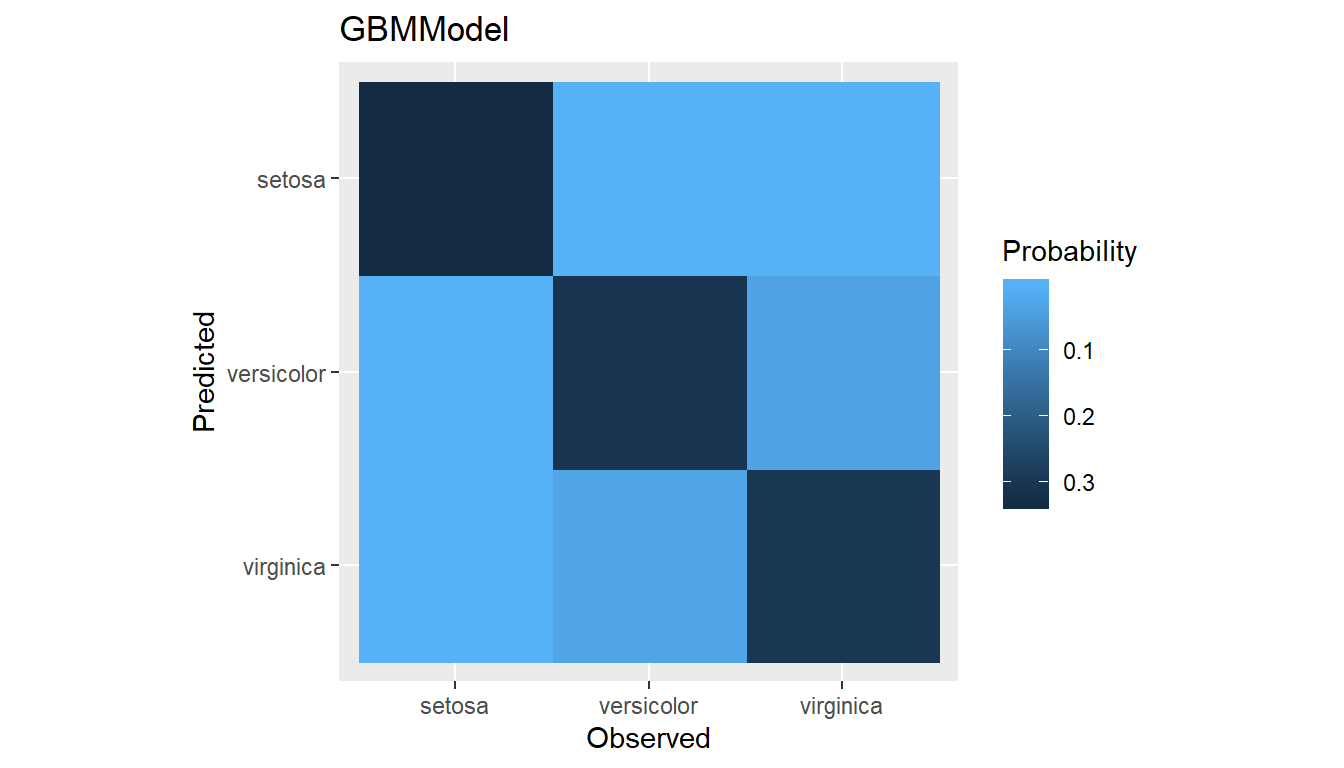 GBMModel
setosa
versicolor
virginica
Predicted
setosa versicolor virginica
Observed
Probability
0.1
0.2
0.3